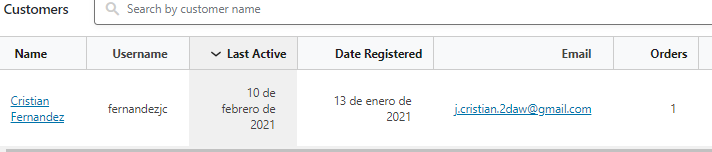 Customers
Search by customer name
Name Username Last Active Date Registered Email Orders
Cristian Fernandez fernandezjc 10 de febrero de 2021 13 de enero de 2021 j.cristian.2daw@gmail.com 1